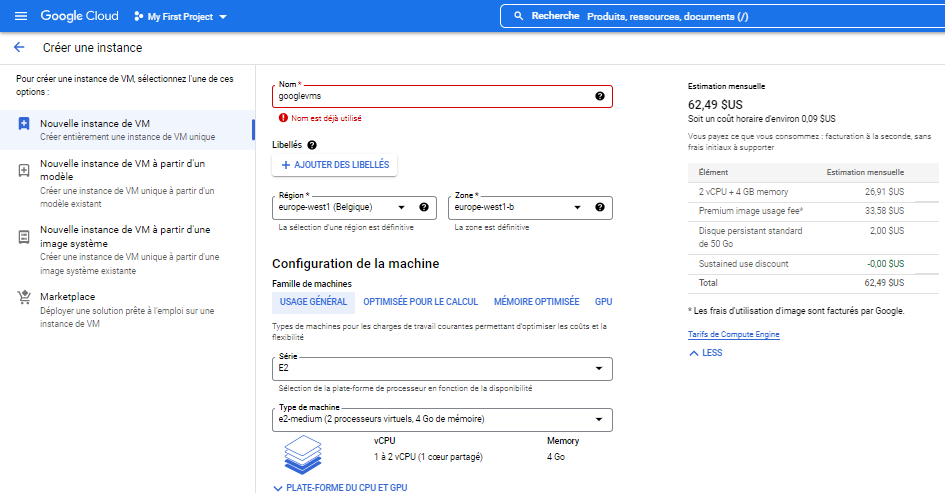 Google Cloud
My First Project
Recherche Produits, ressources, documents (/)
Créer une instance
Pour créer une instance de VM, sélectionnez l'une de ces
options :
Nouvelle instance de VM
Créer entièrement une instance de VM unique
Nouvelle instance de VM à partir d'un
modèle
Créer une instance de VM unique à partir d'un
modèle existant
Nouvelle instance de VM à partir d'une
image système
Créer une instance de VM unique à partir d'une
image système existante
Marketplace
Déployer une solution prête à l'emploi sur une
instance de VM
Nom *
googlevms
Nom est déjà utilisé
Libellés
+ AJOUTER DES LIBELLÉS
Région *
europe-west1 (Belgique)
La sélection d'une région est définitive
Zone *
europe-west1-b
La zone est définitive
Configuration de la machine
Famille de machines
USAGE GÉNÉRAL OPTIMISÉE POUR LE CALCUL MÉMOIRE OPTIMISÉE GPU
Types de machines pour les charges de travail courantes permettant d'optimiser les coûts et la
flexibilité
Série
E2
Sélection de la plate-forme de processeur en fonction de la disponibilité
Type de machine
e2-medium (2 processeurs virtuels, 4 Go de mémoire)
vCPU Memory
1 à 2 vCPU (1 cœur partagé) 4 Go
PLATE-FORME DU CPU ET GPU
Estimation mensuelle
62,49 $US
Soit un coût horaire d'environ 0,09 $US
Vous payez ce que vous consommez : facturation à la seconde, sans
frais initiaux à supporter
Élément Estimation mensuelle
2 vCPU + 4 GB memory 26,91 $US
Premium image usage fee* 33,58 $US
Disque persistant standard
de 50 Go 2,00 $US
Sustained use discount -0,00 $US
Total 62,49 $US
* Les frais d'utilisation d'image sont facturés par Google.
Tarifs de Compute Engine
LESS